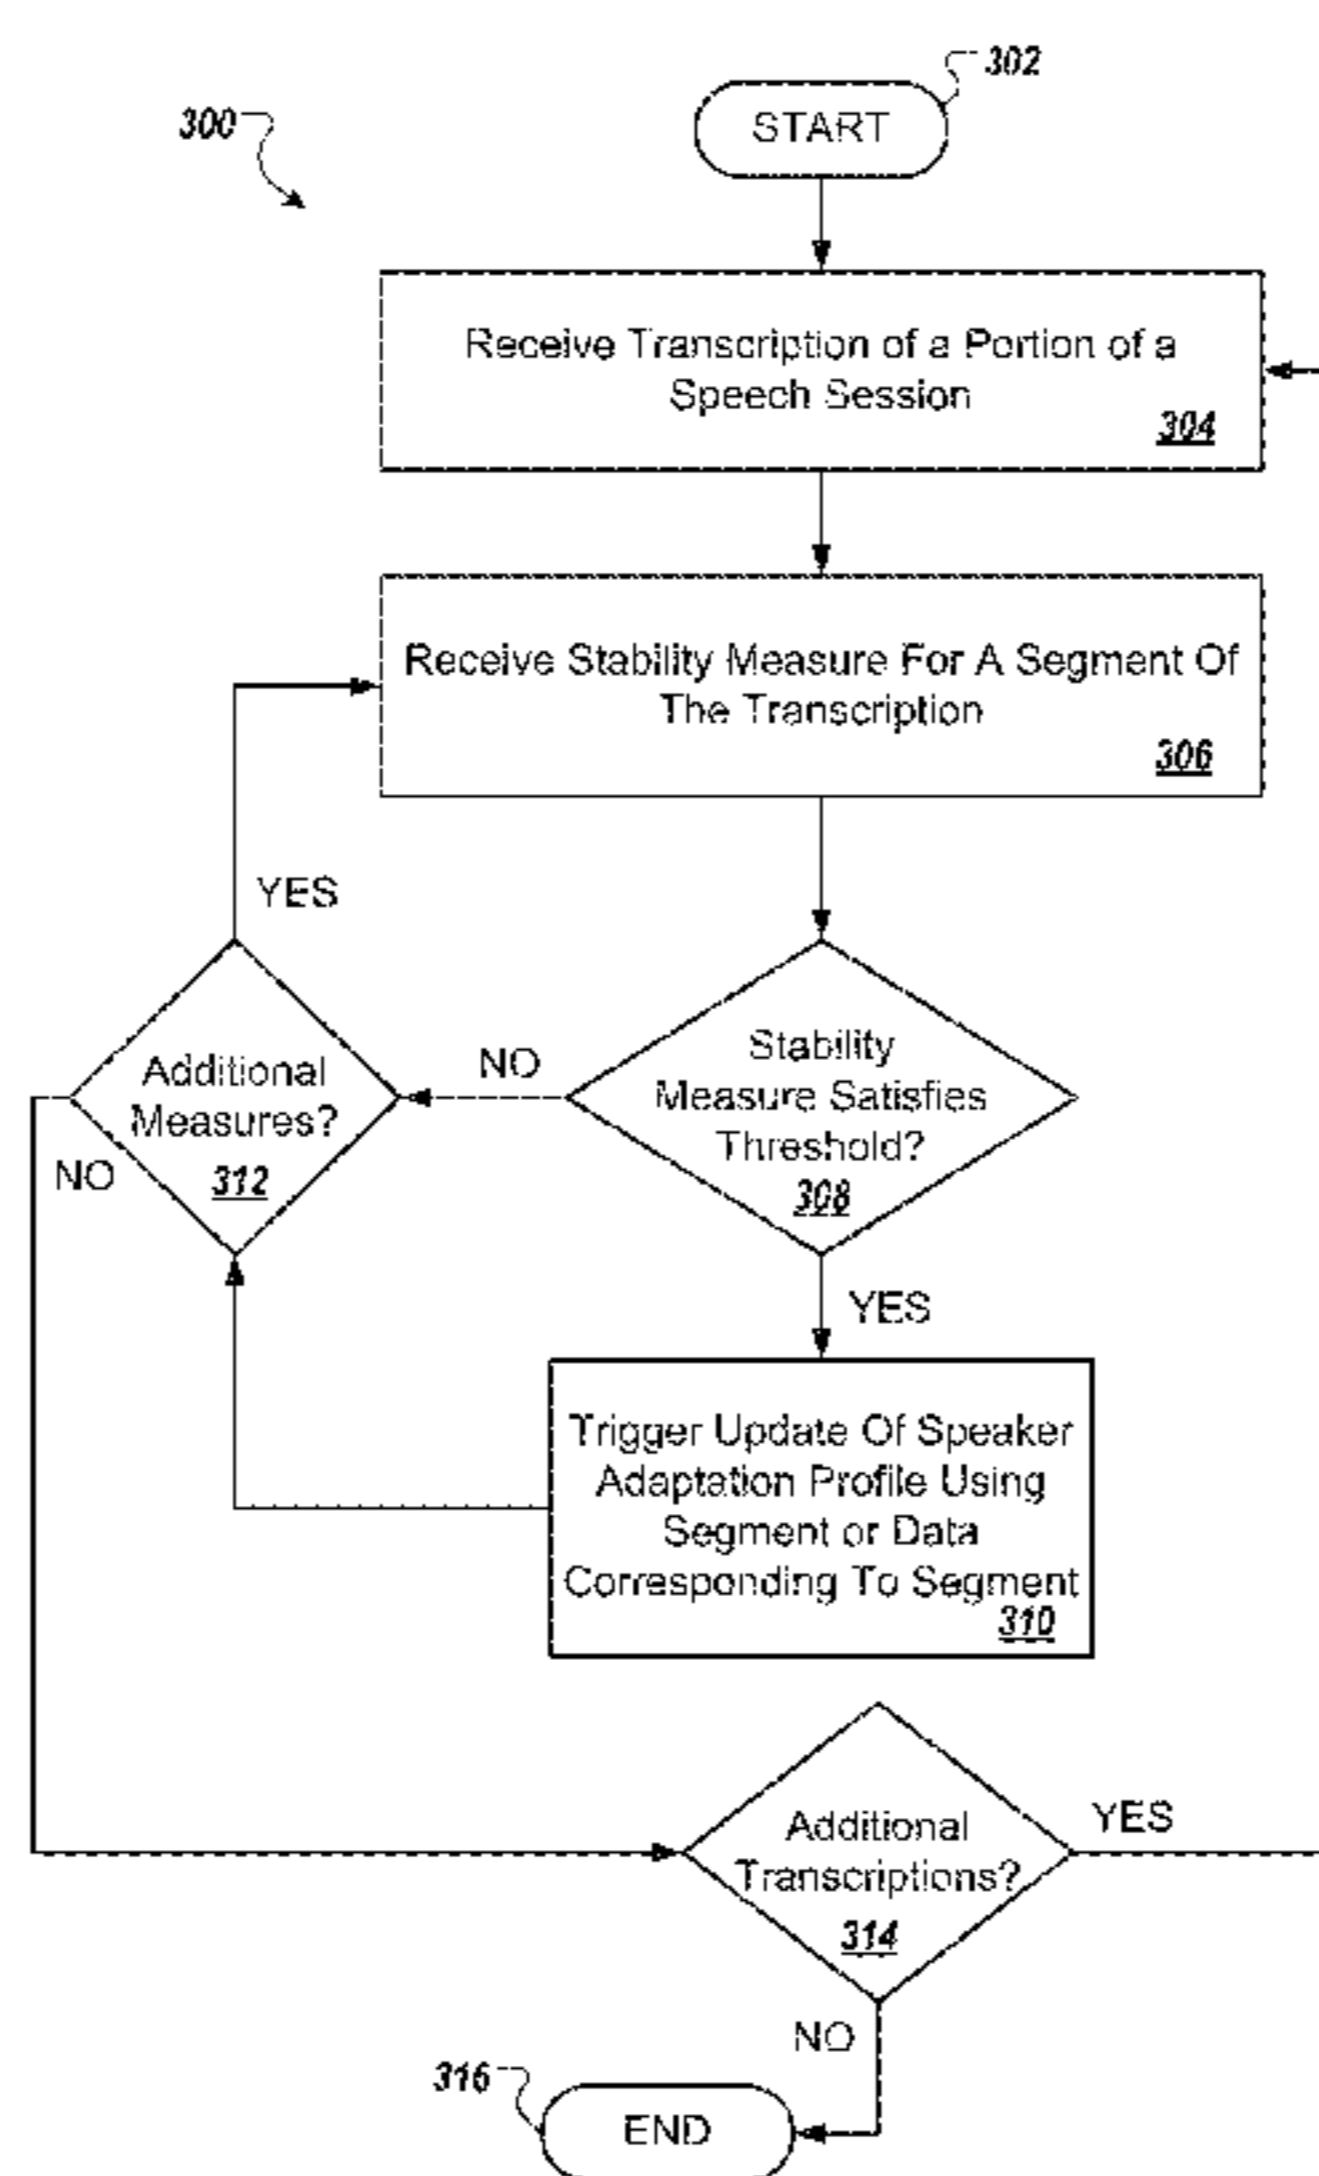 302
300
START
Receive Transcription of a Portion of a
Speech Session
304
Receive Stability Measure For A Segment Of
The Transcription
306
YES
Additional
Measures?
312
NO
NO
Stability
Measure Satisfies
Threshold?
308
YES
Trigger Update Of Speaker
Adaptation Profile Using
Segment or Data
Corresponding To Segment
310
Additional
Transcriptions?
314
YES
NO
316
END